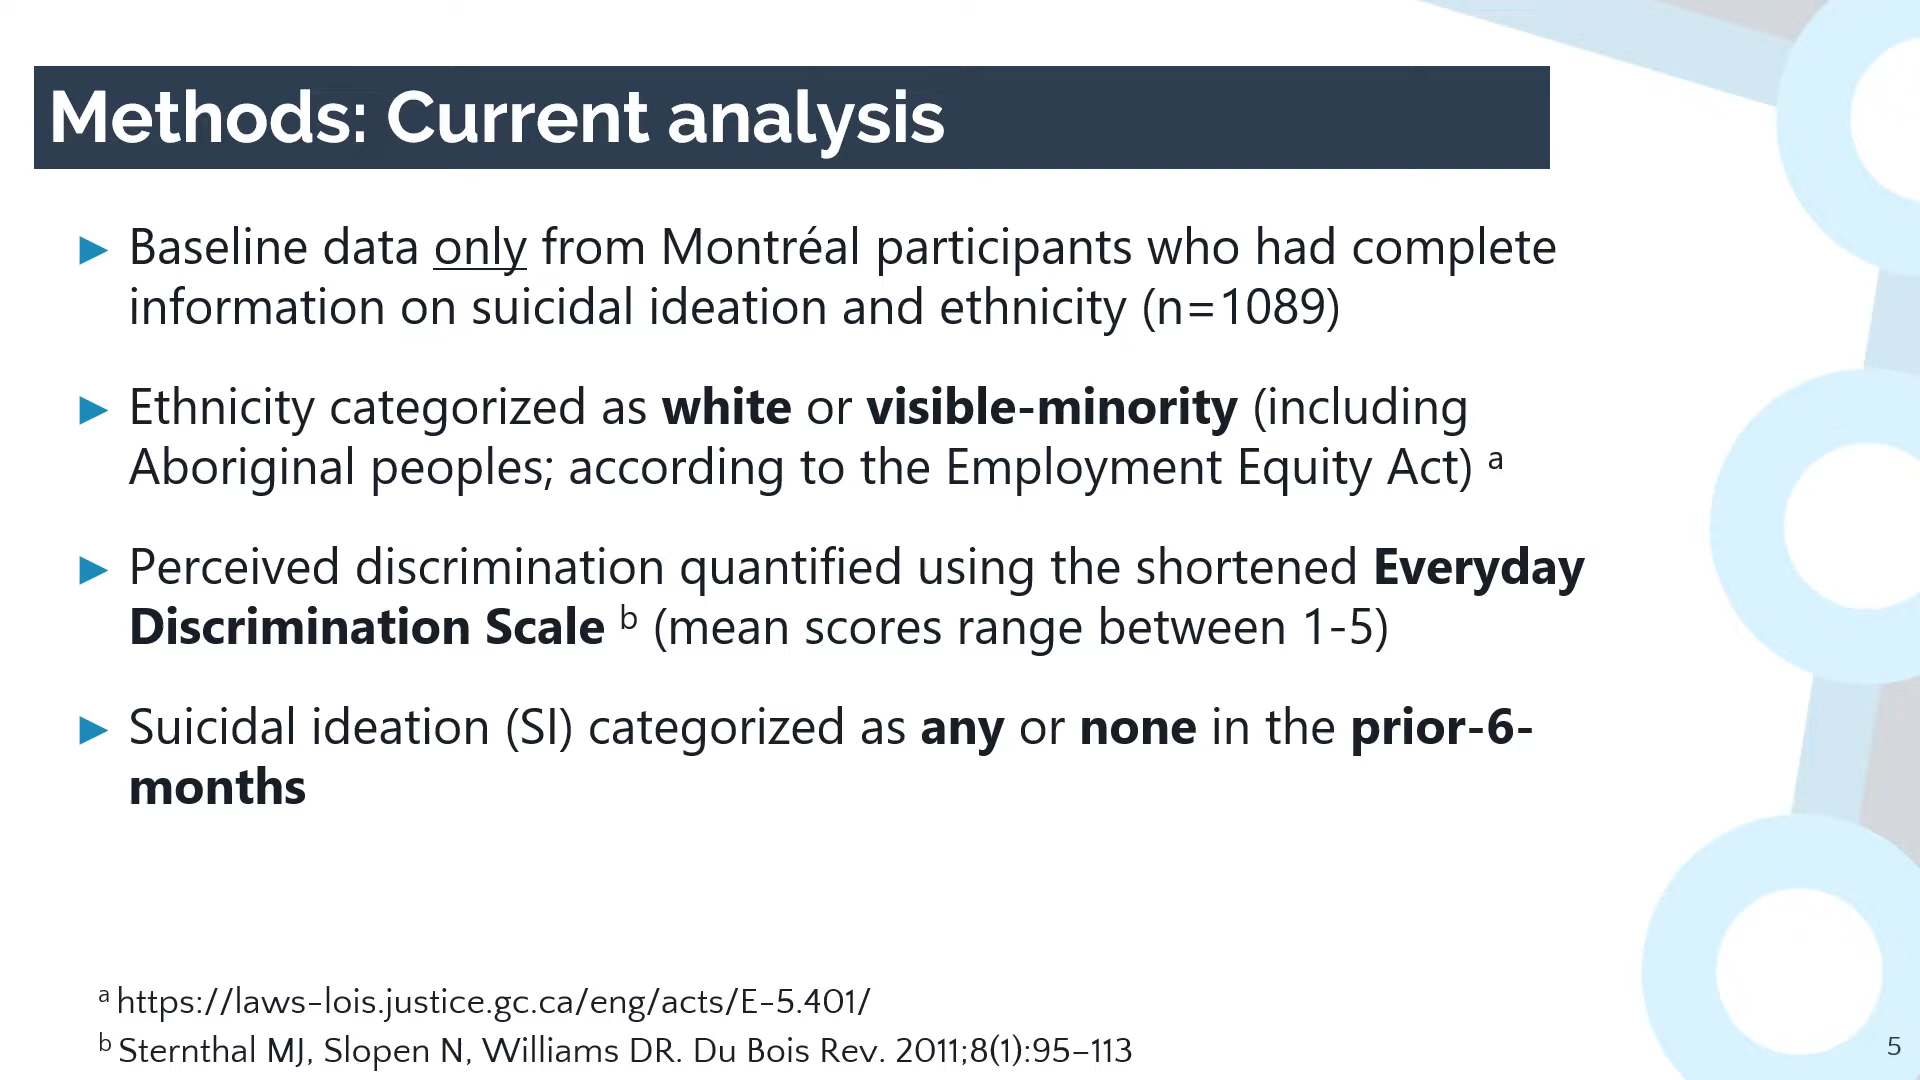 Methods: Current analysis
► Baseline data only from Montréal participants who had complete
information on suicidal ideation and ethnicity (n=1089)
► Ethnicity categorized as white or visible-minority (including
Aboriginal peoples; according to the Employment Equity Act) a
► Perceived discrimination quantified using the shortened Everyday
Discrimination Scale b (mean scores range between 1-5)
► Suicidal ideation (SI) categorized as any or none in the prior-6-
months
a https://laws-lois.justice.gc.ca/eng/acts/E-5.401/
b Sternthal MJ, Slopen N, Williams DR. Du Bois Rev. 2011;8(1):95–113
5